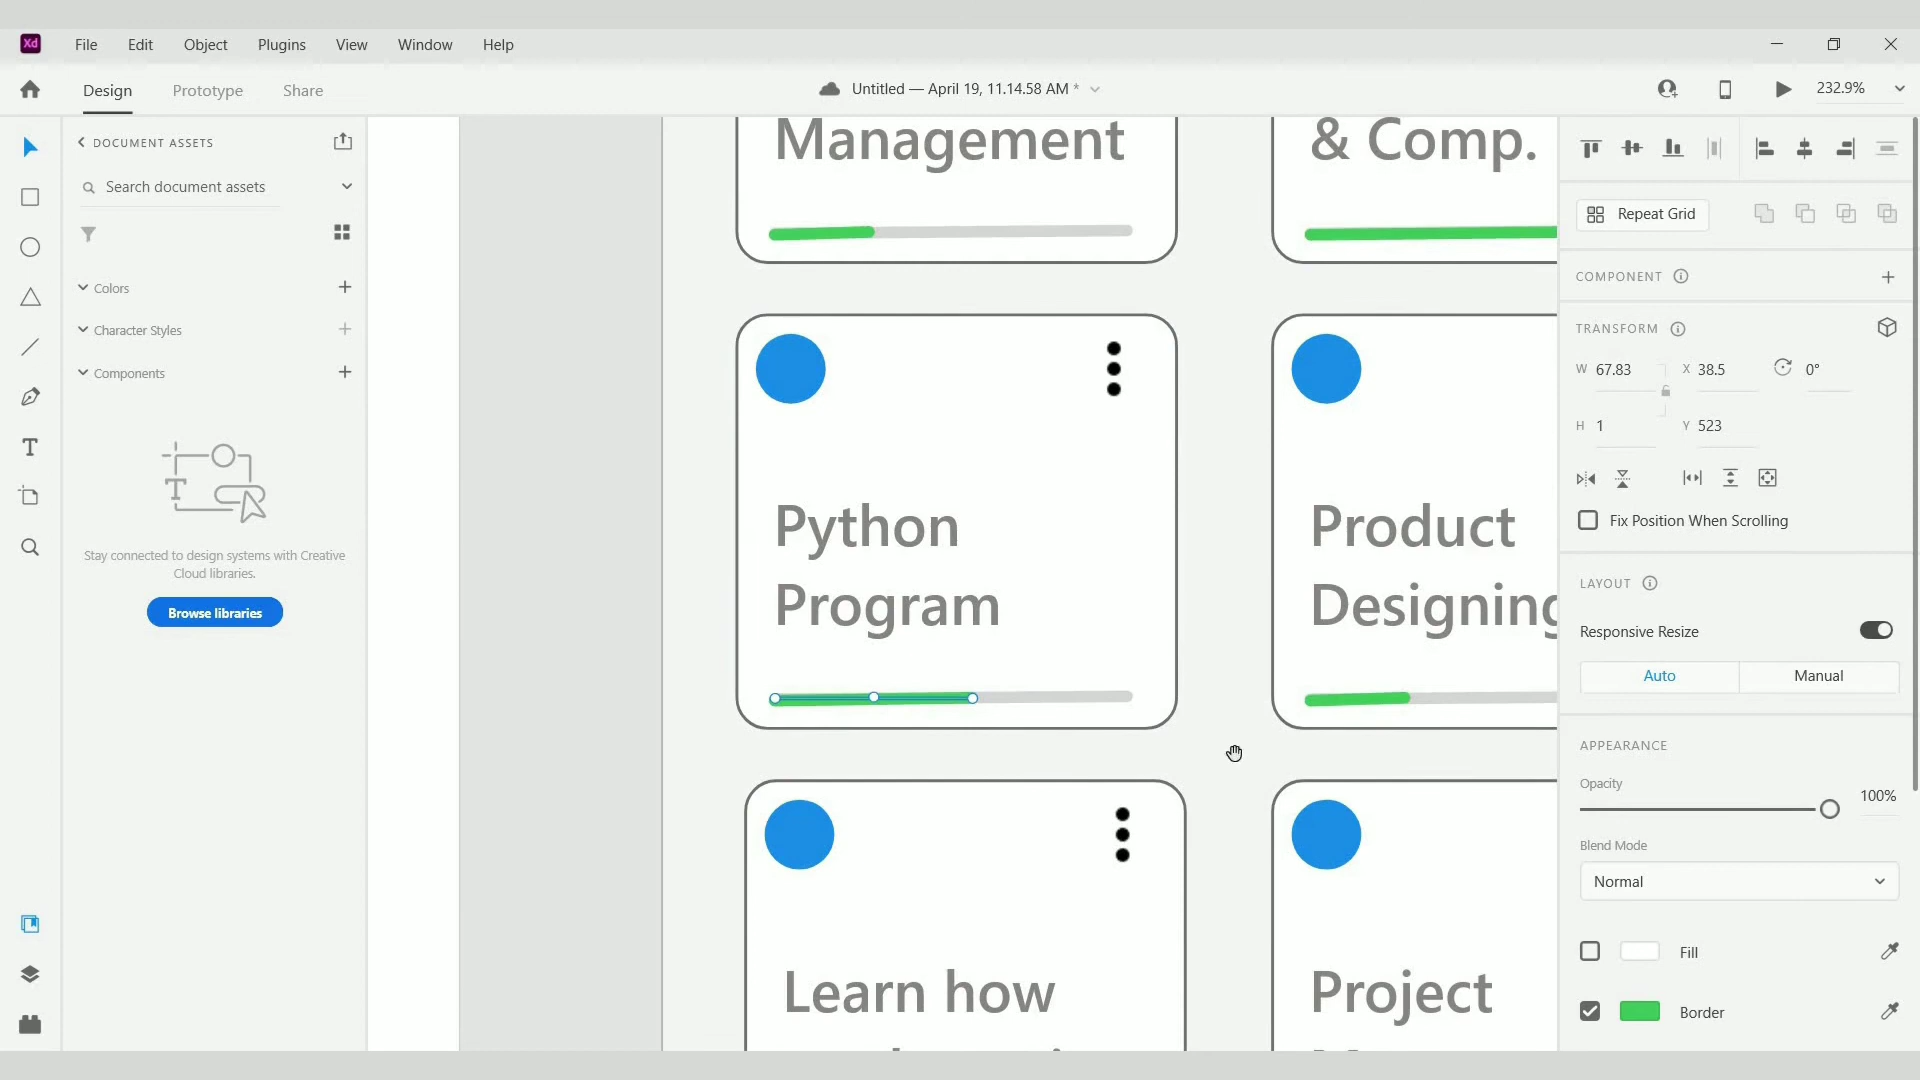 Xd
File Edit Object Plugins View Window Help
Design Prototype Share
Untitled — April 19, 11.14.58 AM *
232.9%
DOCUMENT ASSETS
Search document assets
Colors
Character Styles
Components
T
Stay connected to design systems with Creative
Cloud libraries.
Browse libraries
Management
& Comp.
Python
Program
Product
Designing
Learn how
Project
Repeat Grid
COMPONENT
TRANSFORM
W 67.83 X 38.5 0°
H 1 Y 523
Fix Position When Scrolling
LAYOUT
Responsive Resize
Auto Manual
APPEARANCE
Opacity
100%
Blend Mode
Normal
Fill
Border